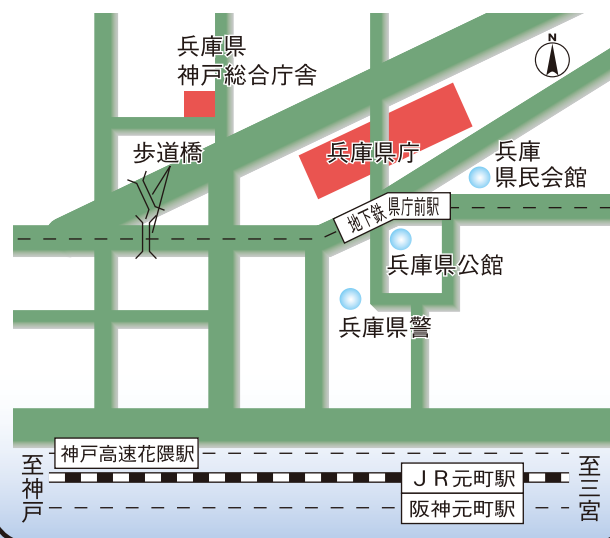 兵庫県
神戸総合庁舎
N
歩道橋
兵庫県庁
兵庫
県民会館
地下鉄 県庁前駅
兵庫県公館
兵庫県警
神戸高速花隈駅
至神戸
JR元町駅
至三宮
阪神元町駅